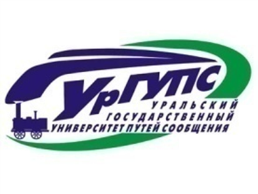 УрГУПС
УРАЛЬСКИЙ
ГОСУДАРСТВЕННЫЙ
УНИВЕРСИТЕТ ПУТЕЙ СООБЩЕНИЯ